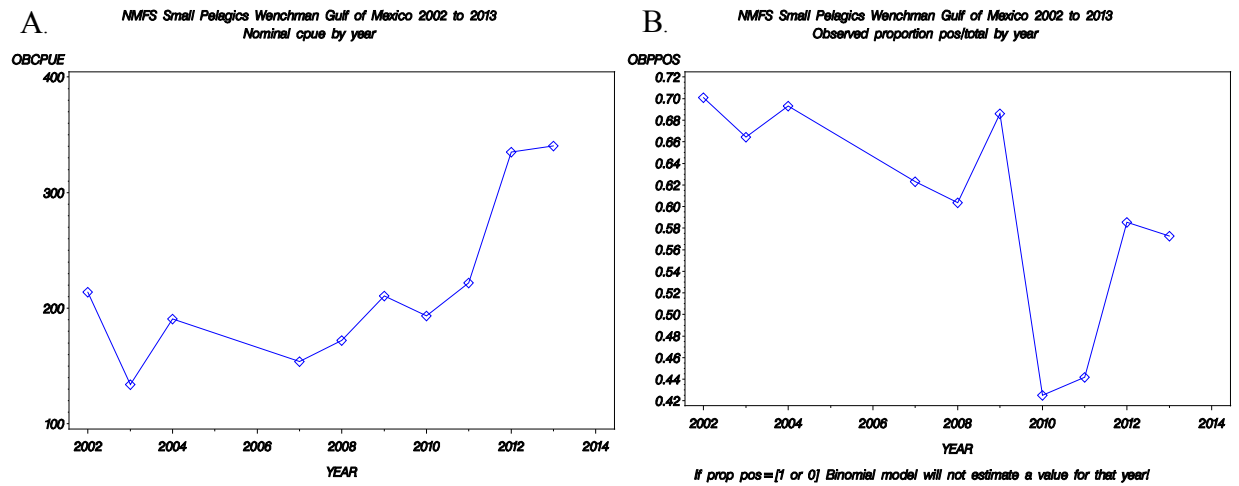 A.
NMFS Small Pelagics Wenchman Gulf of Mexico 2002 to 2013
Nominal cpue by year
OBCPUE
400
300
200
100
2002 2004 2006 2008 2010 2012 2014
YEAR
B.
NMFS Small Pelagics Wenchman Gulf of Mexico 2002 to 2013
Observed proportion pos/total by year
OBPPOS
0.72
0.70
0.68
0.66
0.64
0.62
0.60
0.58
0.56
0.54
0.52
0.50
0.48
0.46
0.44
0.42
2002 2004 2006 2008 2010 2012 2014
YEAR
If prop pos=[1 or 0] Binomial model will not estimate a value for that year!